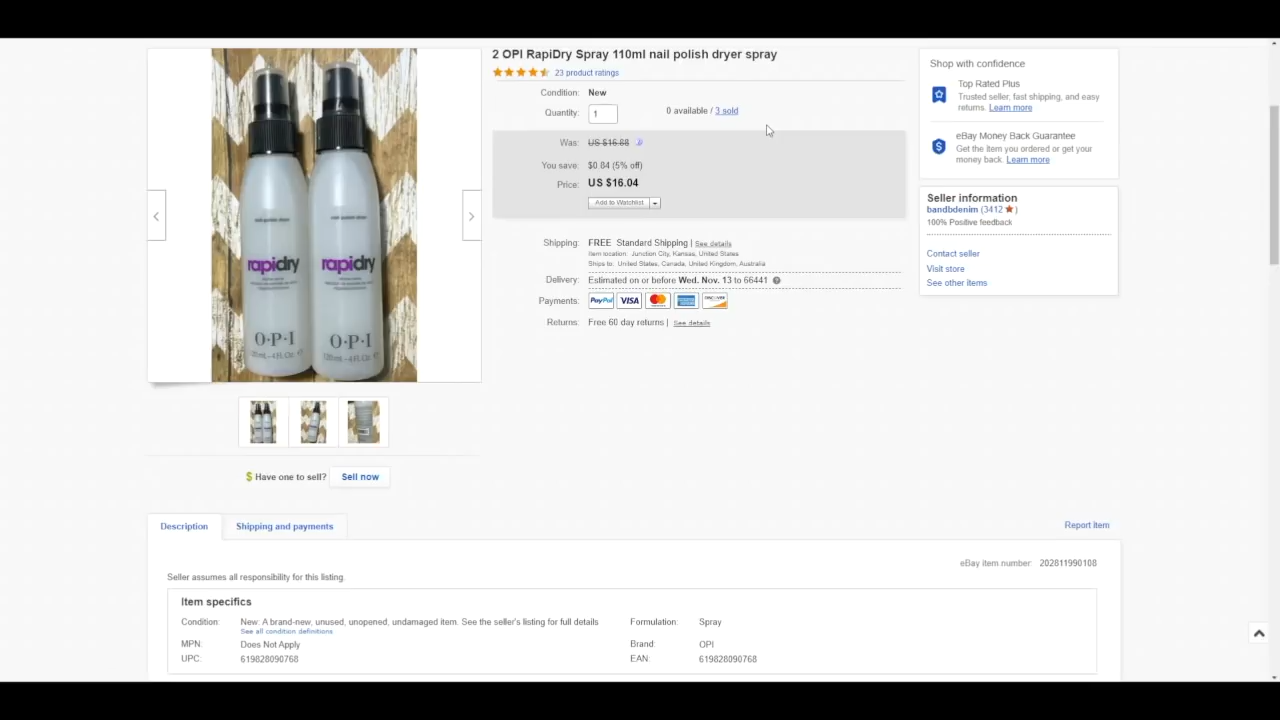 2 OPI RapiDry Spray 110ml nail polish dryer spray
23 product ratings
Condition: New
Quantity: 1 0 available / 3 sold
Was: US $16.88
You save: $0.84 (5% off)
Price: US $16.04
Add to Watchlist
Shipping: FREE Standard Shipping | See details
Item location: Junction City, Kansas, United States
Ships to: United States, Canada, United Kingdom, Australia
Delivery: Estimated on or before Wed. Nov. 13 to 66441
Payments: PayPal VISA
Returns: Free 60 day returns | See details
Shop with confidence
Top Rated Plus
Trusted seller, fast shipping, and easy
returns. Learn more
eBay Money Back Guarantee
Get the item you ordered or get your
money back. Learn more
Seller information
bandbdenim (3412 )
100% Positive feedback
Contact seller
Visit store
See other items
rapidry rapidry
O·P·I O·P·I
$ Have one to sell? Sell now
Description Shipping and payments
Report item
eBay item number: 202811990108
Seller assumes all responsibility for this listing.
Item specifics
Condition: New: A brand-new, unused, unopened, undamaged item. See the seller's listing for full details
See all condition definitions
Formulation: Spray
MPN: Does Not Apply
Brand: OPI
UPC: 619828090768
EAN: 619828090768